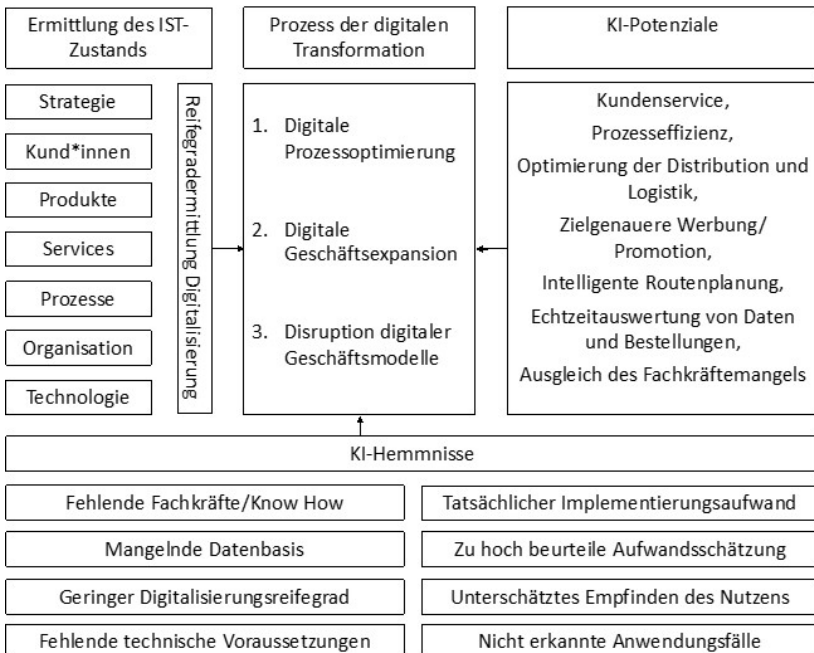 Ermittlung des IST-
Zustands
Prozess der digitalen
Transformation
KI-Potenziale
Strategie
Kund*innen
Produkte
Services
Prozesse
Organisation
Technologie
Reifegradermittlung Digitalisierung
1. Digitale
Prozessoptimierung
2. Digitale
Geschäftsexpansion
3. Disruption digitaler
Geschäftsmodelle
Kundenservice,
Prozesseffizienz,
Optimierung der Distribution und
Logistik,
Zielgenauere Werbung/
Promotion,
Intelligente Routenplanung,
Echtzeitauswertung von Daten
und Bestellungen,
Ausgleich des Fachkräftemangels
KI-Hemmnisse
Fehlende Fachkräfte/Know How
Tatsächlicher Implementierungsaufwand
Mangelnde Datenbasis
Zu hoch beurteile Aufwandsschätzung
Geringer Digitalisierungsreifegrad
Unterschätztes Empfinden des Nutzens
Fehlende technische Voraussetzungen
Nicht erkannte Anwendungsfälle